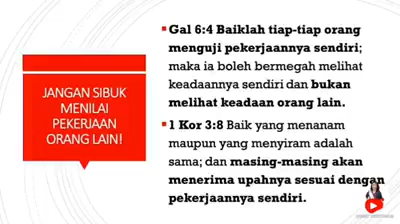 JANGAN SIBUK
MENILAI
PEKERJAAN
ORANG LAIN!
▪Gal 6:4 Baiklah tiap-tiap orang
menguji pekerjaannya sendiri;
maka ia boleh bermegah melihat
keadaannya sendiri dan bukan
melihat keadaan orang lain.
▪1 Kor 3:8 Baik yang menanam
maupun yang menyiram adalah
sama; dan masing-masing akan
menerima upahnya sesuai dengan
pekerjaannya sendiri.